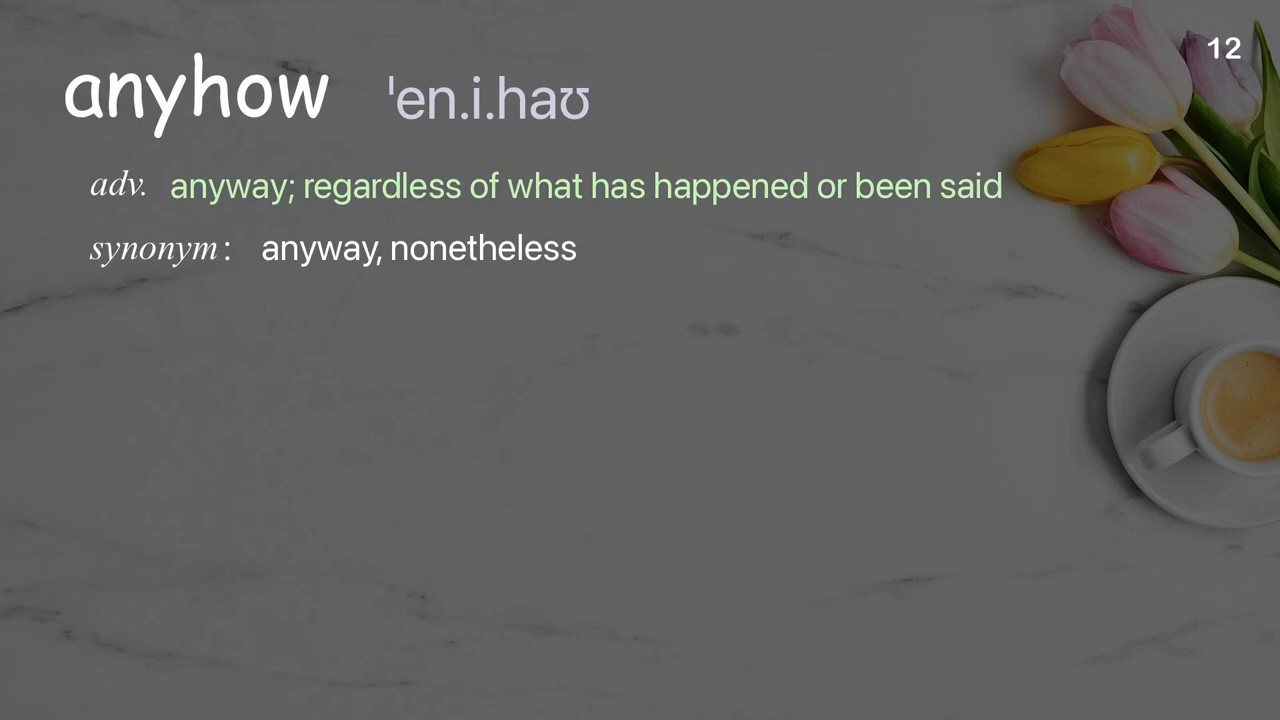 12
anyhow ˈen.i.haʊ
adv. anyway; regardless of what has happened or been said
synonym: anyway, nonetheless